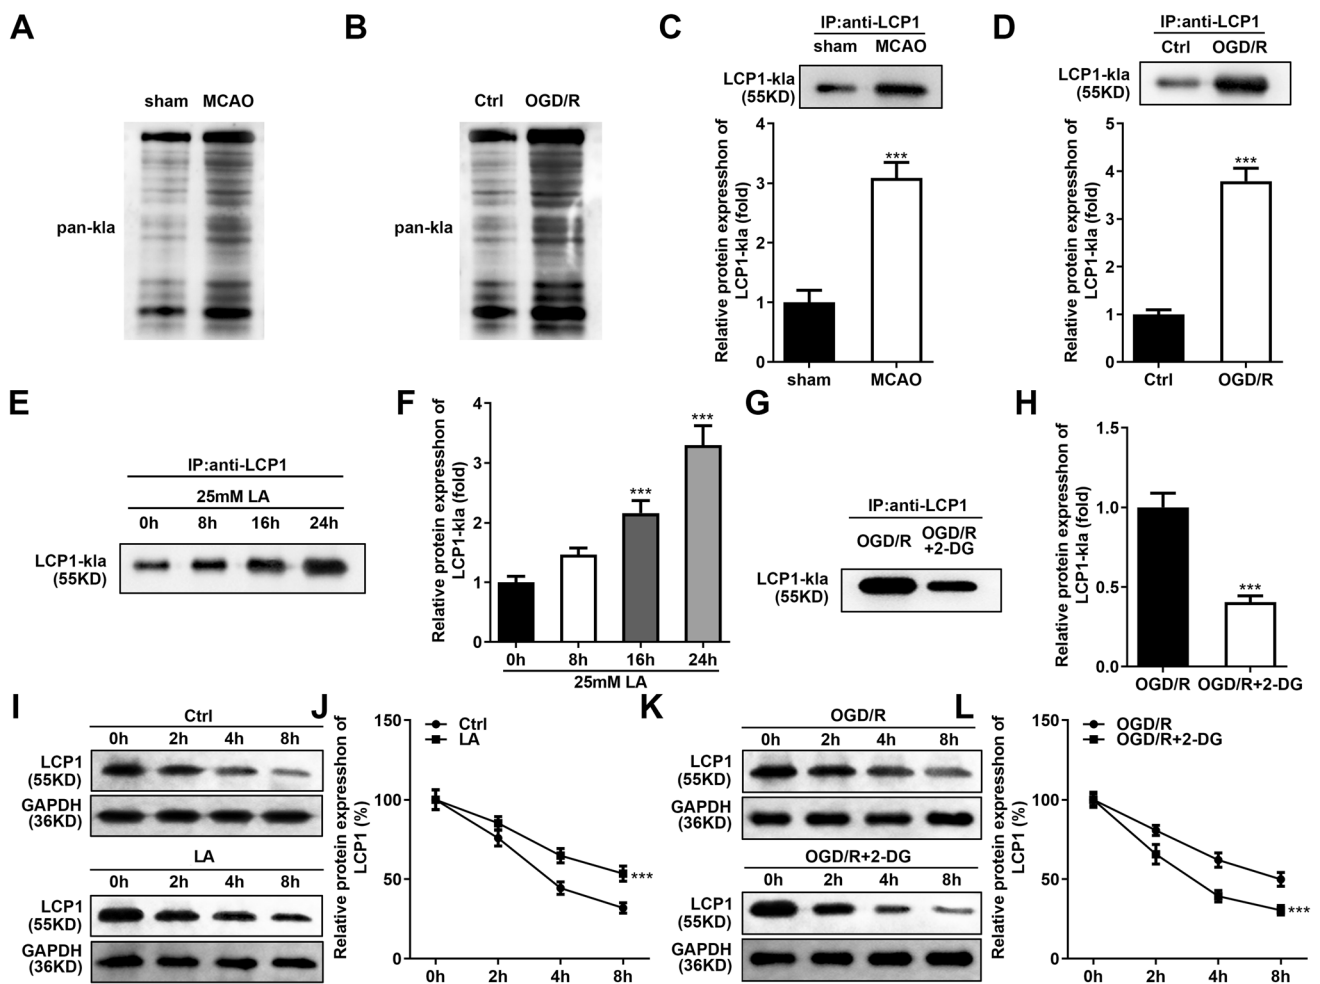 A
sham MCAO
pan-kla
B
Ctrl OGD/R
pan-kla
C
IP:anti-LCP1
sham MCAO
LCP1-kla
(55KD)
Relative protein expresshon of
LCP1-kla (fold)
4
3
2
1
0
***
sham MCAO
D
IP:anti-LCP1
Ctrl OGD/R
LCP1-kla
(55KD)
Relative protein expresshon of
LCP1-kla (fold)
5
4
3
2
1
0
***
Ctrl OGD/R
E
IP:anti-LCP1
25mM LA
0h 8h 16h 24h
LCP1-kla
(55KD)
F
Relative protein expresshon of
LCP1-kla (fold)
4
3
2
1
0
***
***
0h 8h 16h 24h
25mM LA
G
IP:anti-LCP1
OGD/R OGD/R
+2-DG
LCP1-kla
(55KD)
H
Relative protein expresshon of
LCP1-kla (fold)
1.5
1.0
0.5
0.0
***
OGD/R OGD/R+2-DG
I
Ctrl
0h 2h 4h 8h
LCP1
(55KD)
GAPDH
(36KD)
LA
0h 2h 4h 8h
LCP1
(55KD)
GAPDH
(36KD)
J
Relative protein expresshon of
LCP1 (%)
150
100
50
0
Ctrl
LA
***
0h 2h 4h 8h
K
OGD/R
0h 2h 4h 8h
LCP1
(55KD)
GAPDH
(36KD)
OGD/R+2-DG
0h 2h 4h 8h
LCP1
(55KD)
GAPDH
(36KD)
L
Relative protein expresshon of
LCP1 (%)
150
100
50
0
OGD/R
OGD/R+2-DG
***
0h 2h 4h 8h